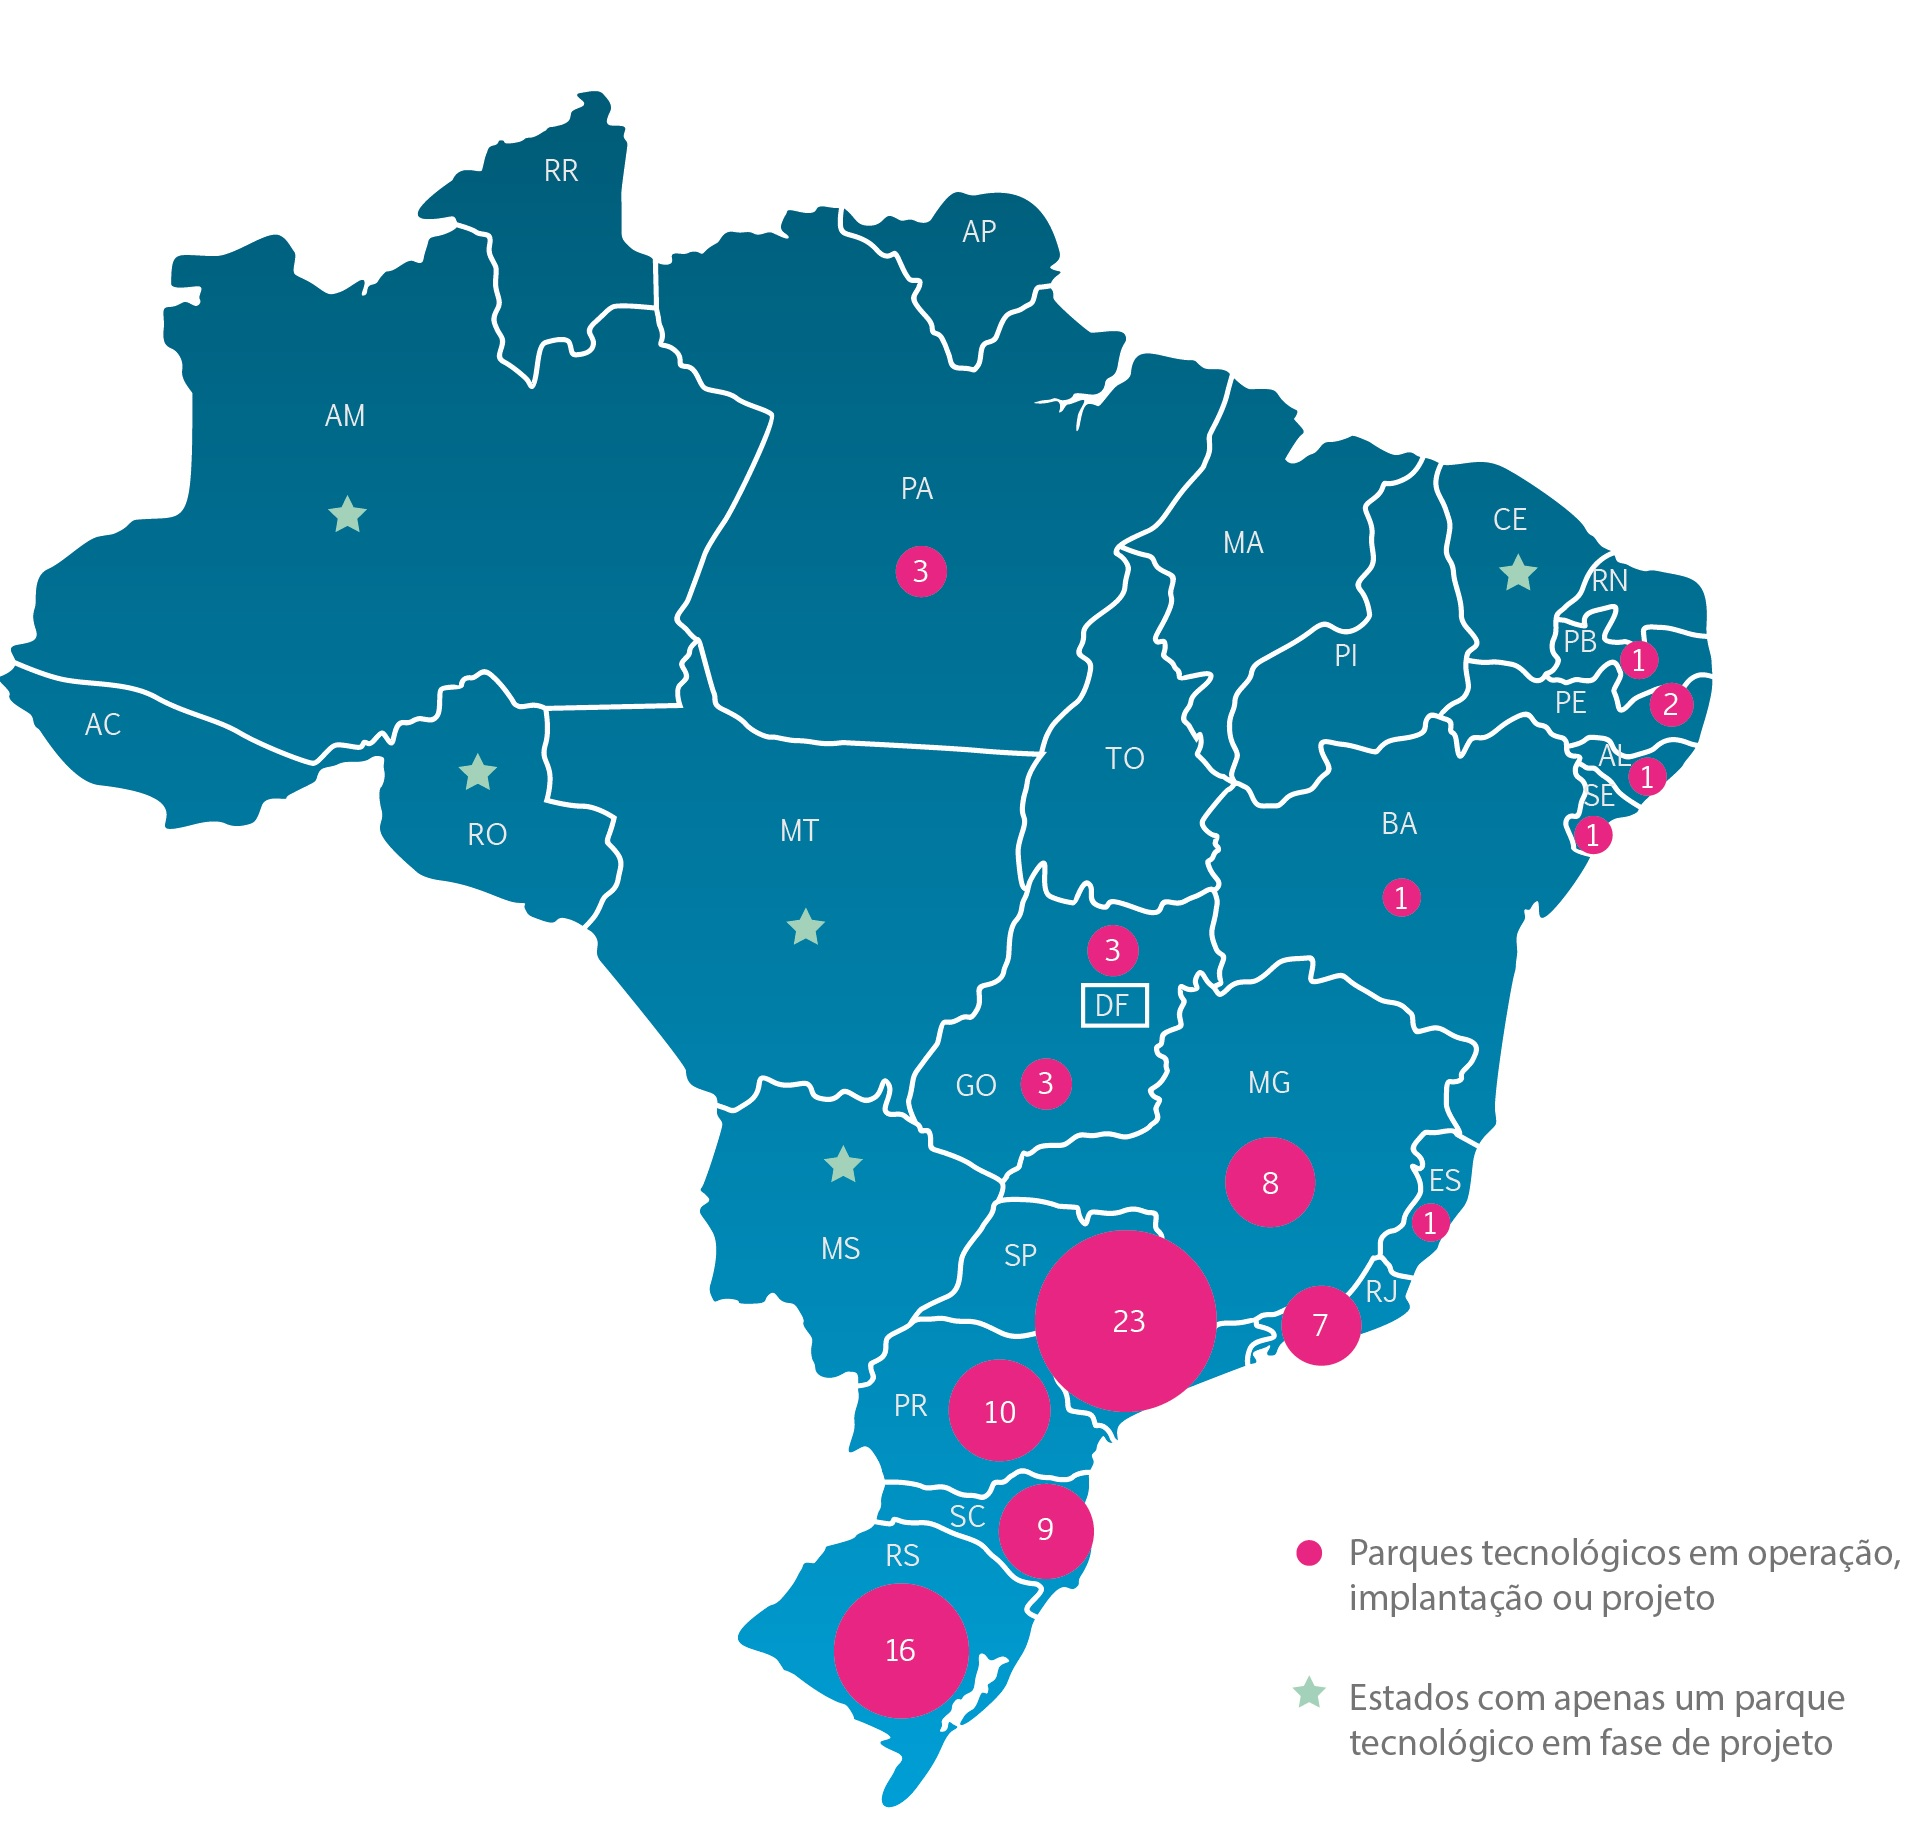 RR
AP
AM
PA
3
MA
CE
RN
PB
1
PI
PE
2
AC
TO
AL
1
SE
1
RO
MT
BA
1
3
DF
GO
3
MG
8
ES
1
MS
SP
23
RJ
7
PR
10
SC
9
RS
16
Parques tecnológicos em operação,
implantação ou projeto
Estados com apenas um parque
tecnológico em fase de projeto